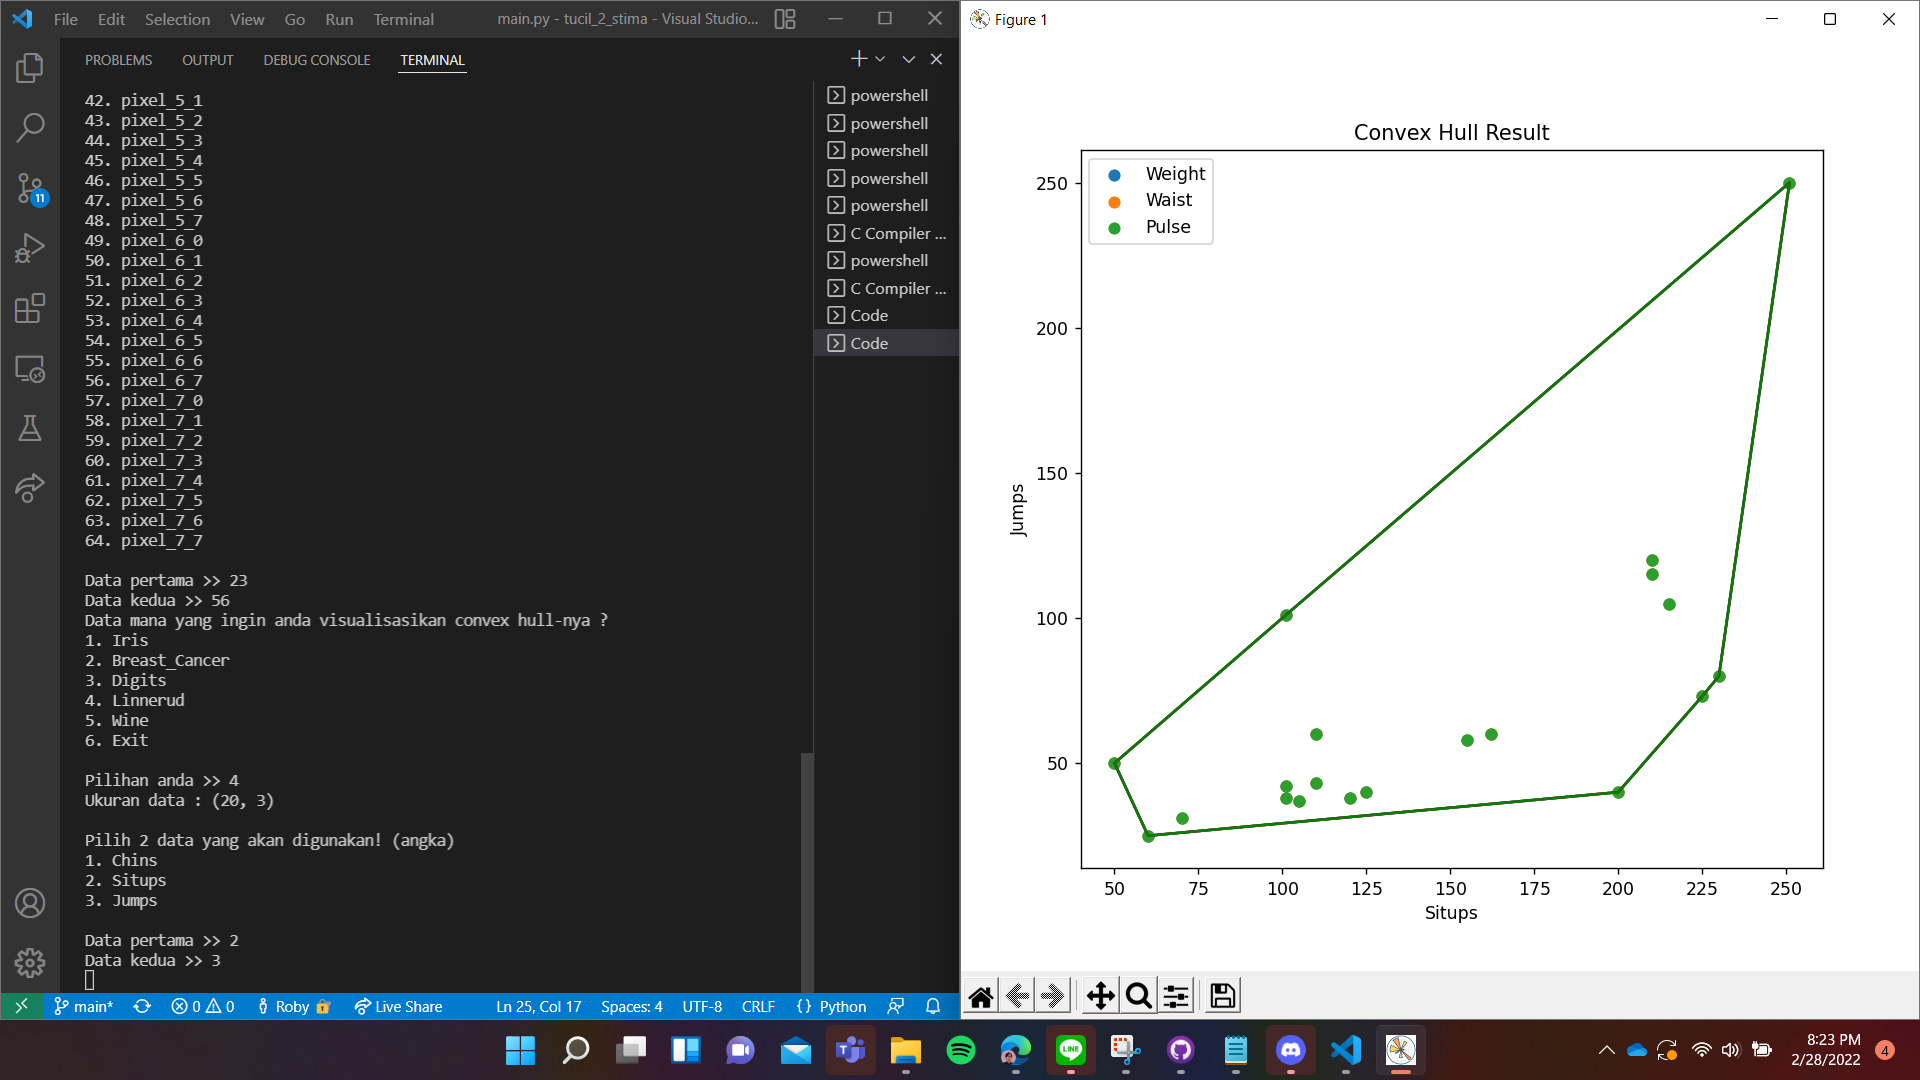 File Edit Selection View Go Run Terminal main.py - tucil_2_stima - Visual Studio...
PROBLEMS OUTPUT DEBUG CONSOLE TERMINAL
42. pixel_5_1
43. pixel_5_2
44. pixel_5_3
45. pixel_5_4
46. pixel_5_5
47. pixel_5_6
48. pixel_5_7
49. pixel_6_0
50. pixel_6_1
51. pixel_6_2
52. pixel_6_3
53. pixel_6_4
54. pixel_6_5
55. pixel_6_6
56. pixel_6_7
57. pixel_7_0
58. pixel_7_1
59. pixel_7_2
60. pixel_7_3
61. pixel_7_4
62. pixel_7_5
63. pixel_7_6
64. pixel_7_7
Data pertama >> 23
Data kedua >> 56
Data mana yang ingin anda visualisasikan convex hull-nya ?
1. Iris
2. Breast_Cancer
3. Digits
4. Linnerud
5. Wine
6. Exit
Pilihan anda >> 4
Ukuran data : (20, 3)
Pilih 2 data yang akan digunakan! (angka)
1. Chins
2. Situps
3. Jumps
Data pertama >> 2
Data kedua >> 3
powershell
powershell
powershell
powershell
powershell
C Compiler ...
powershell
C Compiler ...
Code
Code
11
main* 0 0 Roby Live Share Ln 25, Col 17 Spaces: 4 UTF-8 CRLF {} Python
Figure 1
Convex Hull Result
Weight
Waist
Pulse
250
200
150
100
50
Jumps
50 75 100 125 150 175 200 225 250
Situps
LINE
8:23 PM
2/28/2022
4